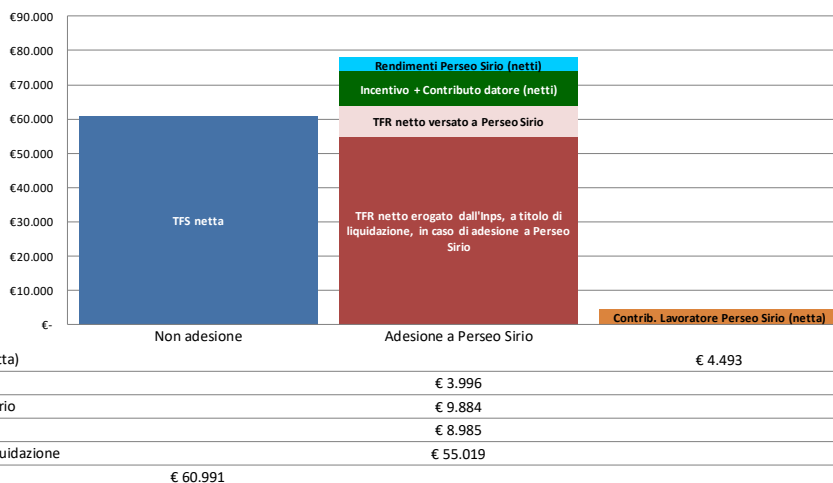 €90.000
€80.000
€70.000
€60.000
€50.000
€40.000
€30.000
€20.000
€10.000
€-
Rendimenti Perseo Sirio (netti)
Incentivo + Contributo datore (netti)
TFR netto versato a Perseo Sirio
TFS netta
TFR netto erogato dall'Inps, a titolo di
liquidazione, in caso di adesione a Perseo
Sirio
Contrib. Lavoratore Perseo Sirio (netta)
Non adesione
Adesione a Perseo Sirio
tta) € 4.493
€ 3.996
rio € 9.884
€ 8.985
uidazione € 55.019
€ 60.991